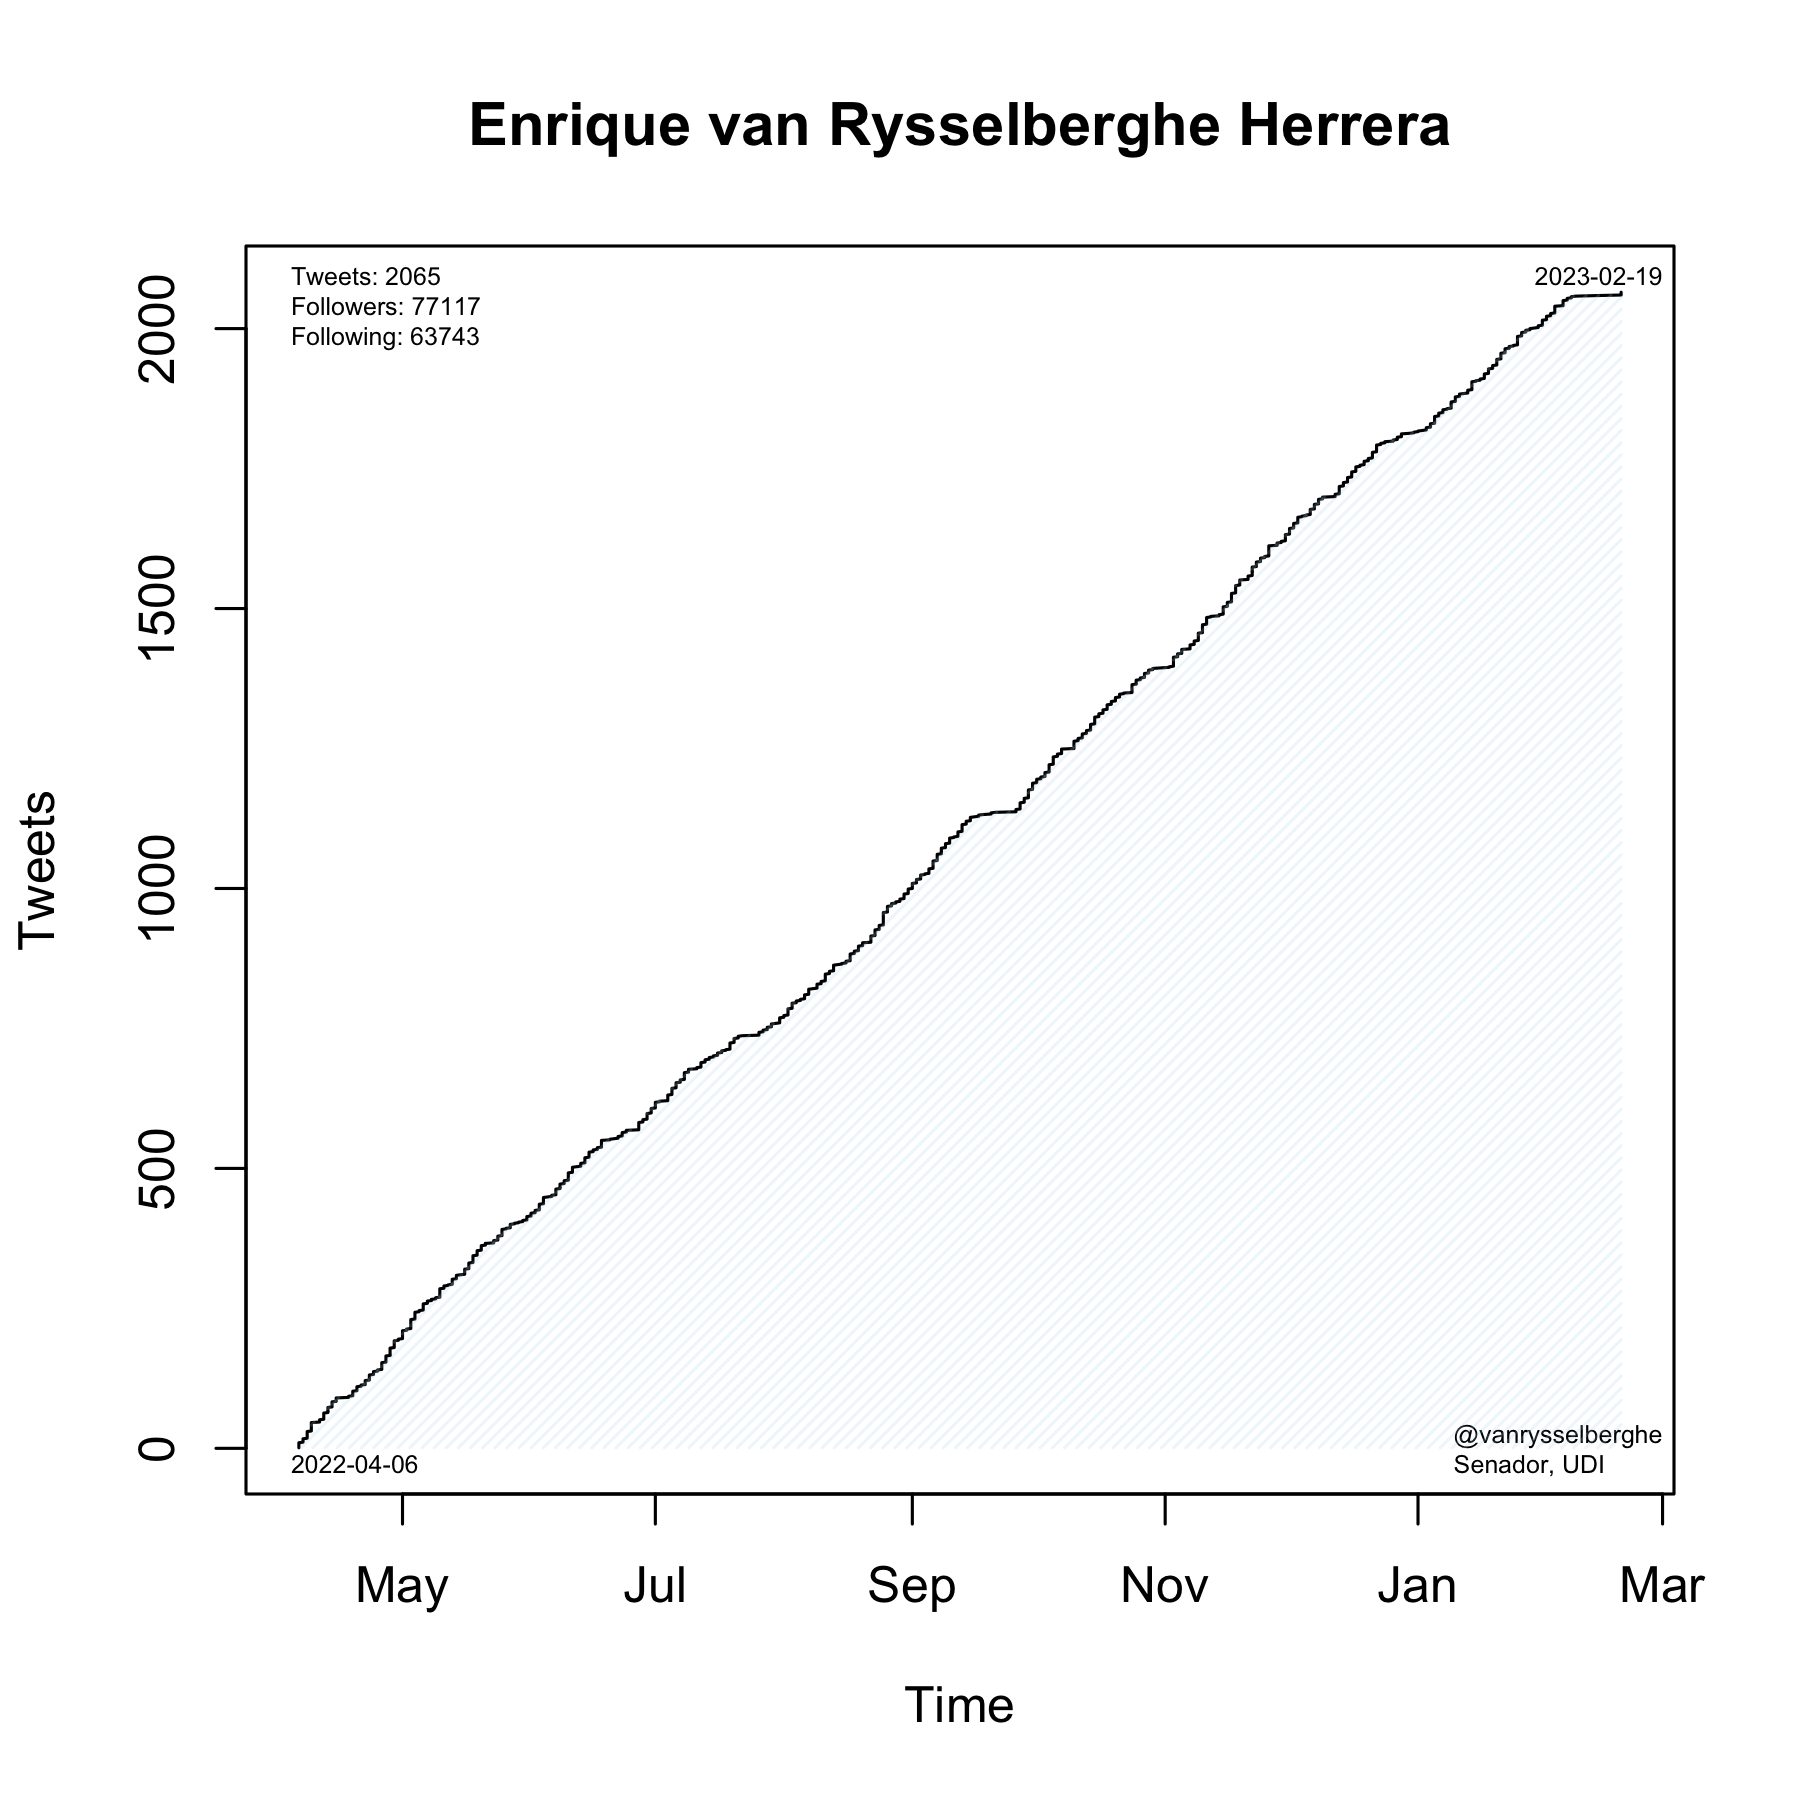 Enrique van Rysselberghe Herrera
Tweets: 2065
Followers: 77117
Following: 63743
2023-02-19
2000
1500
1000
500
0
Tweets
@vanrysselberghe
Senador, UDI
2022-04-06
May
Jul
Sep
Nov
Jan
Mar
Time